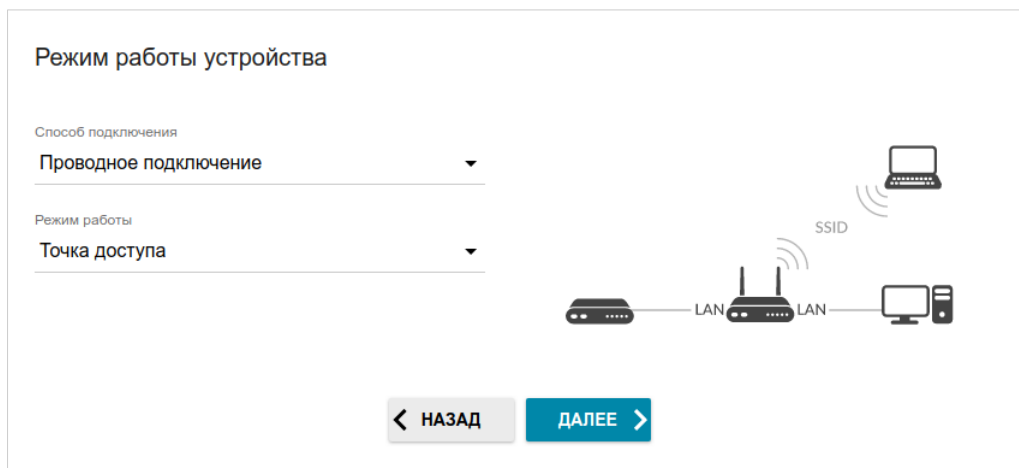 Режим работы устройства
Способ подключения
Проводное подключение
Режим работы
Точка доступа
SSID
LAN
LAN
НАЗАД
ДАЛЕЕ